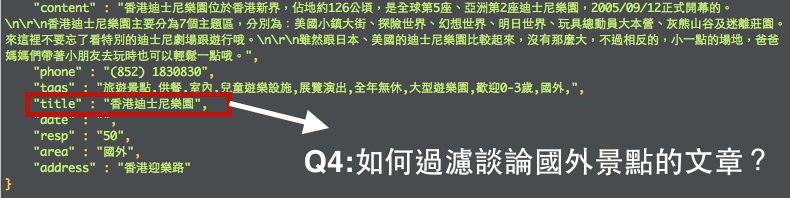 "content" : "香港迪士尼樂園位於香港新界，佔地約126公頃，是全球第5座、亞洲第2座迪士尼樂園，2005/09/12正式開幕的。
\n\r\n香港迪士尼樂園主要分為7個主題區，分別為：美國小鎮大街、探險世界、幻想世界、明日世界、玩具總動員大本營、灰熊山谷及迷離莊園。
來這裡不要忘了看特別的迪士尼劇場跟遊行哦。\n\r\n雖然跟日本、美國的迪士尼樂園比較起來，沒有那麼大，不過相反的，小一點的場地，爸爸
媽媽們帶著小朋友去玩時也可以輕鬆一點哦。",
"phone" : "(852) 1830830",
"tags" : "旅遊景點,供餐,室內,兒童遊樂設施,展覽演出,全年無休,大型遊樂園,歡迎0-3歲,國外,",
"title" : "香港迪士尼樂園",
"date" : "",
"resp" : "50",
"area" : "國外",
"address" : "香港迎樂路"
}
Q4:如何過濾談論國外景點的文章？